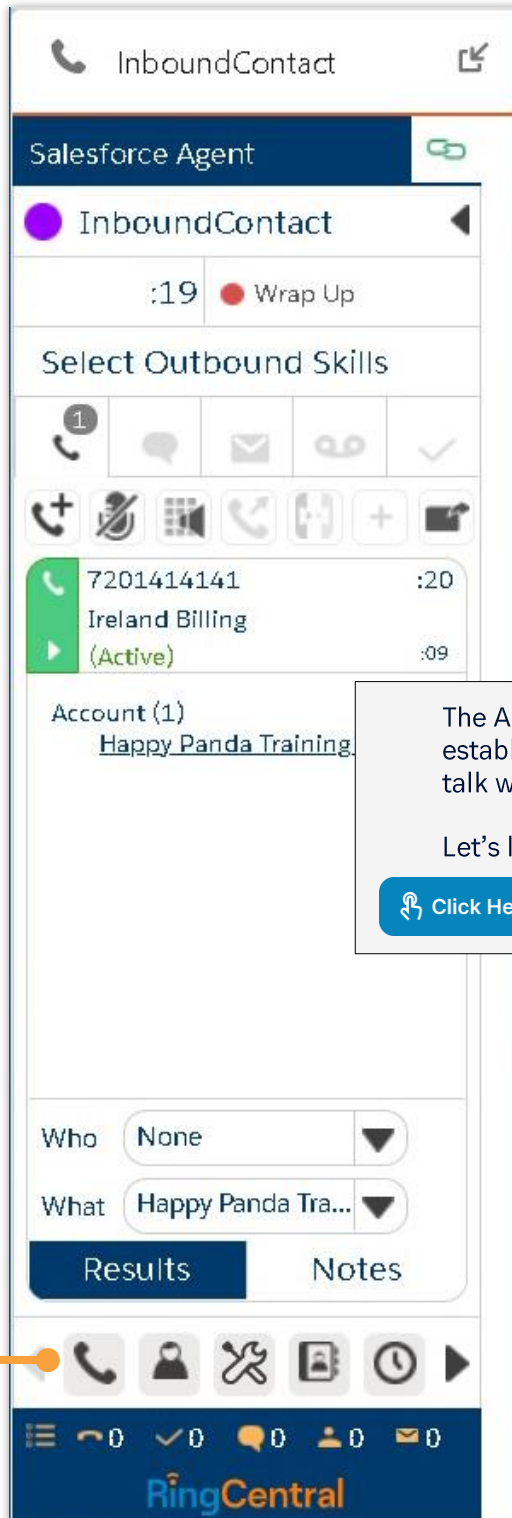 InboundContact
Salesforce Agent
InboundContact
:19 Wrap Up
Select Outbound Skills
1
7201414141 :20
Ireland Billing
(Active) :09
Account (1)
Happy Panda Training
The A
establ
talk w
Let's l
Click He
Who None
What Happy Panda Tra...
Results Notes
0 0 0 0 0
RingCentral